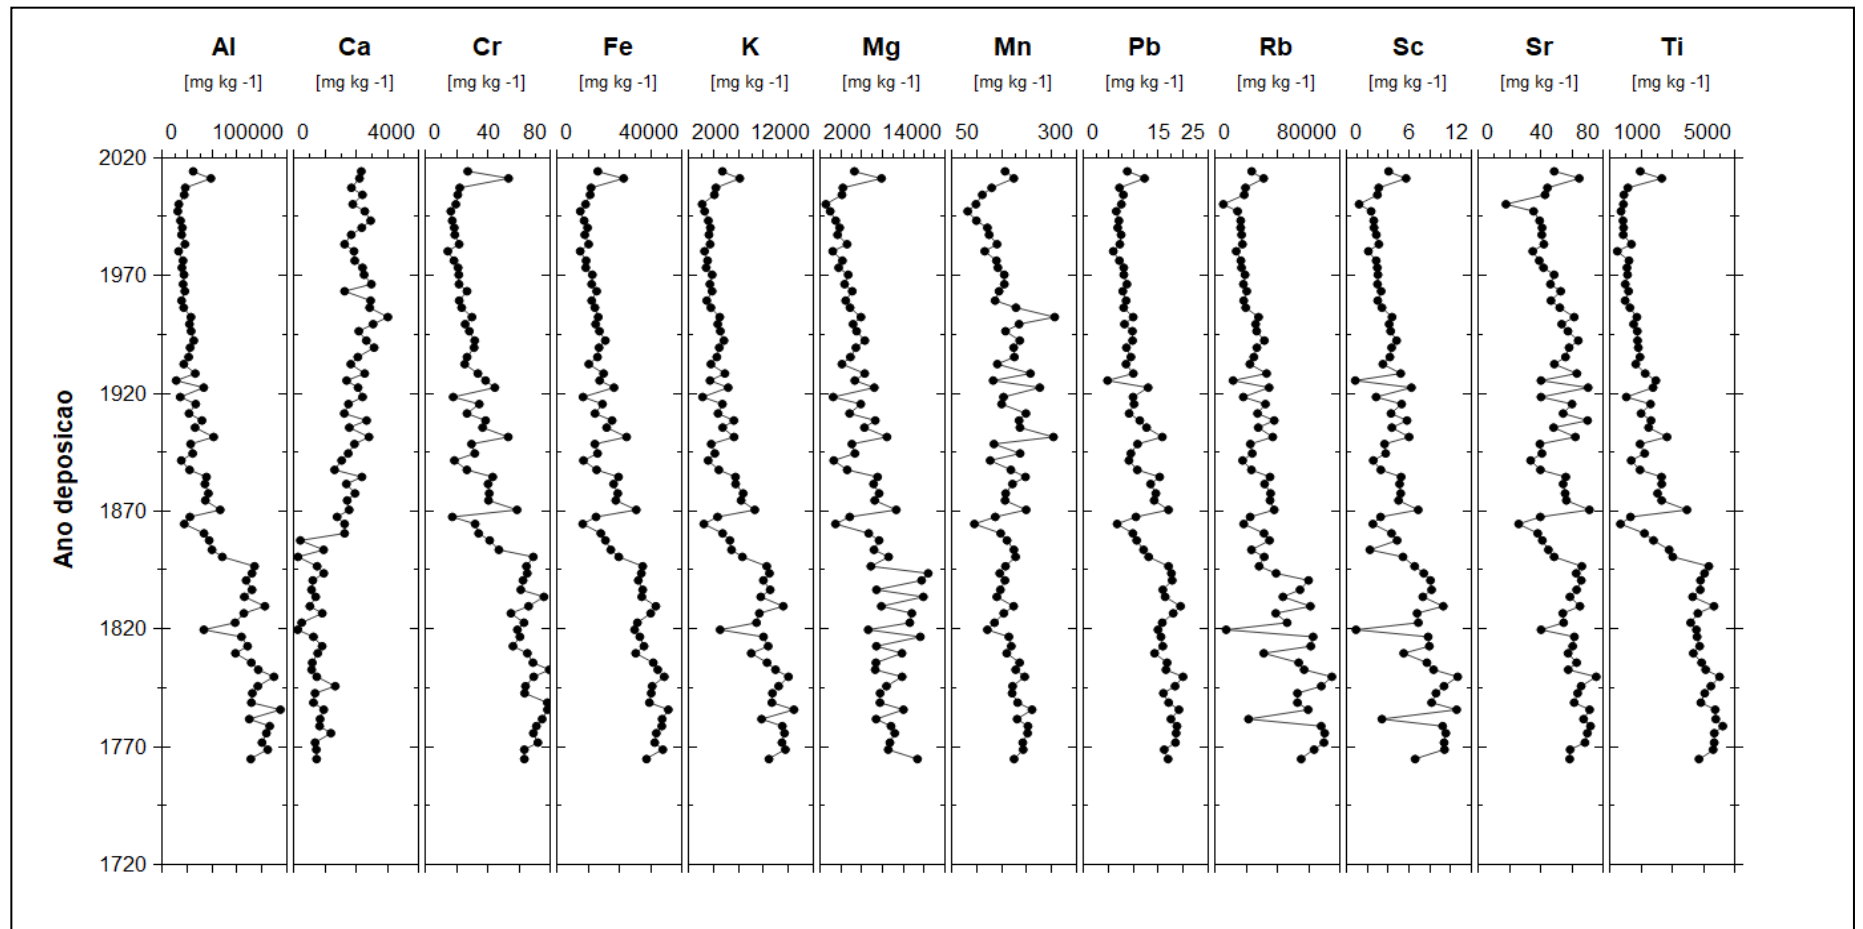 Al Ca Cr Fe K Mg Mn Pb Rb Sc Sr Ti
[mg kg -1] [mg kg -1] [mg kg -1] [mg kg -1] [mg kg -1] [mg kg -1] [mg kg -1] [mg kg -1] [mg kg -1] [mg kg -1] [mg kg -1] [mg kg -1]
0 100000 0 4000 0 40 80 0 40000 2000 12000 2000 14000 50 300 0 15 25 0 80000 0 6 12 0 40 80 1000 5000
2020
1970
1920
1870
1820
1770
1720
Ano deposicao